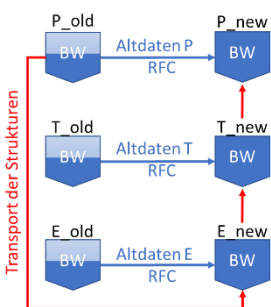 P_old
P_new
BW
Altdaten P
RFC
BW
T_old
T_new
BW
Altdaten T
RFC
BW
E_old
E_new
BW
Altdaten E
RFC
BW
Transport der Strukturen